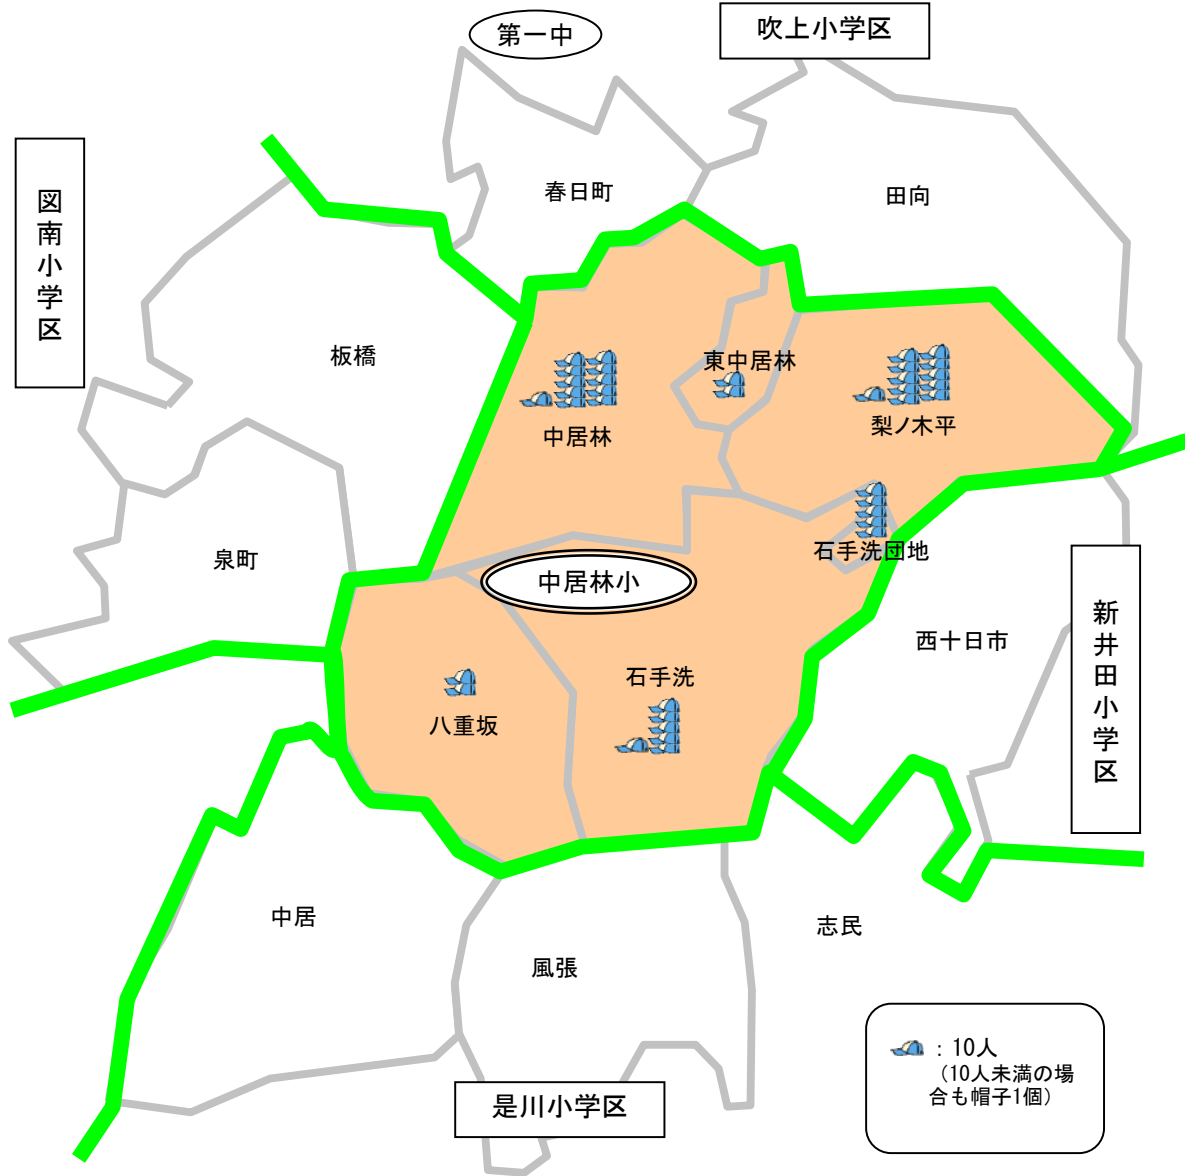 第一中
吹上小学区
図南小学区
春日町
田向
板橋
東中居林
中居林
梨ノ木平
石手洗団地
泉町
中居林小
新井田小学区
西十日市
石手洗
八重坂
中居
志民
風張
：10人
（10人未満の場
合も帽子1個）
是川小学区